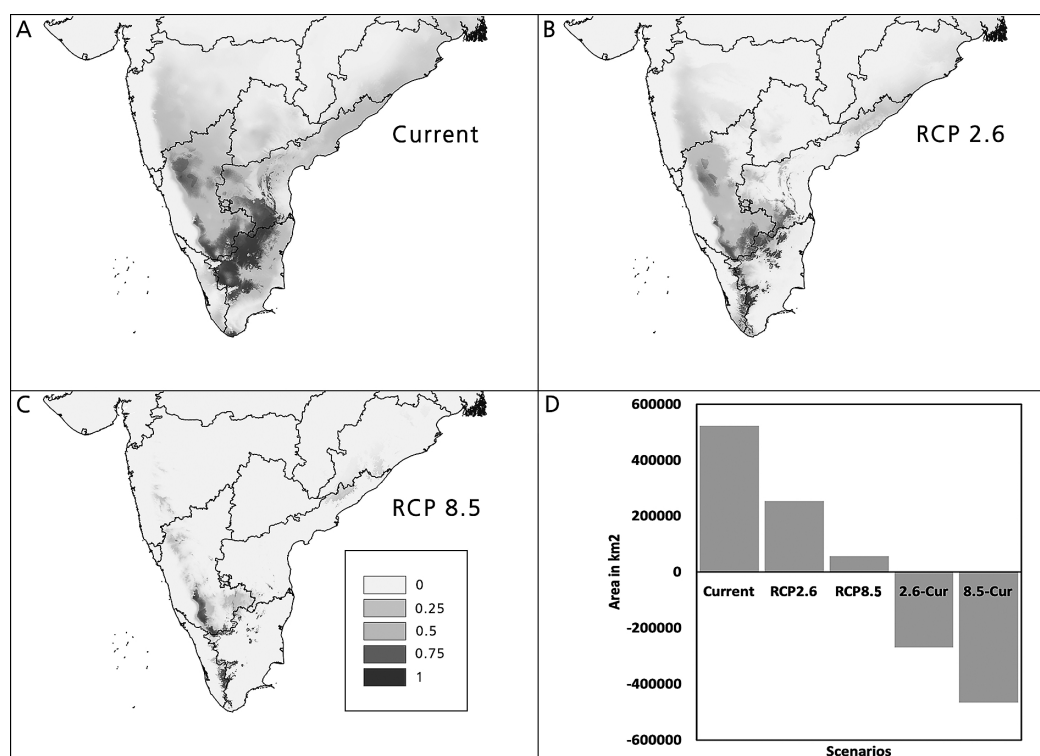 A
Current
B
RCP 2.6
C
RCP 8.5
0
0.25
0.5
0.75
1
D
600000
400000
200000
0
-200000
-400000
-600000
Area in km2
Current RCP2.6 RCP8.5 2.6-Cur 8.5-Cur
Scenarios